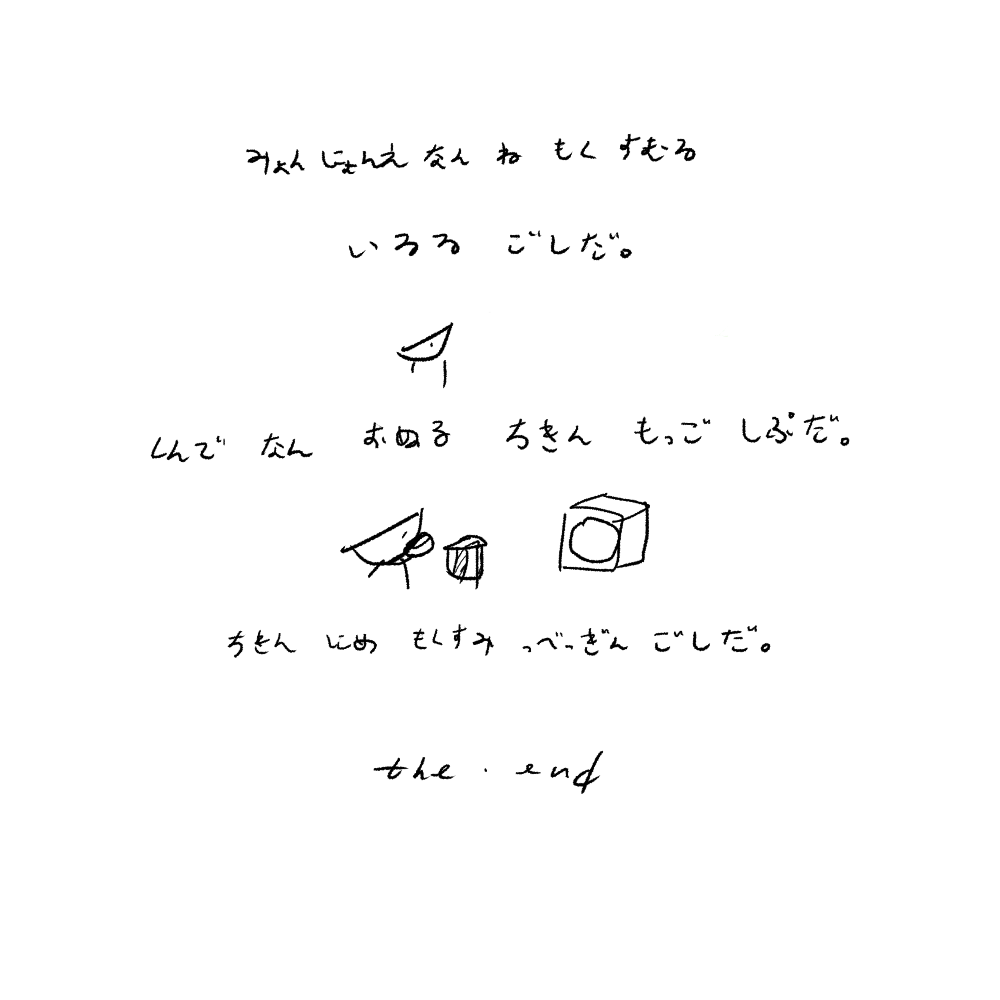 みょん じょんえ なん ね もく すむる
いろる ごしだ。
くんで なん おぬる ちきん もっご しぷだ。
ちきん じめ もくすみ っべっぎん ごしだ。
the . end